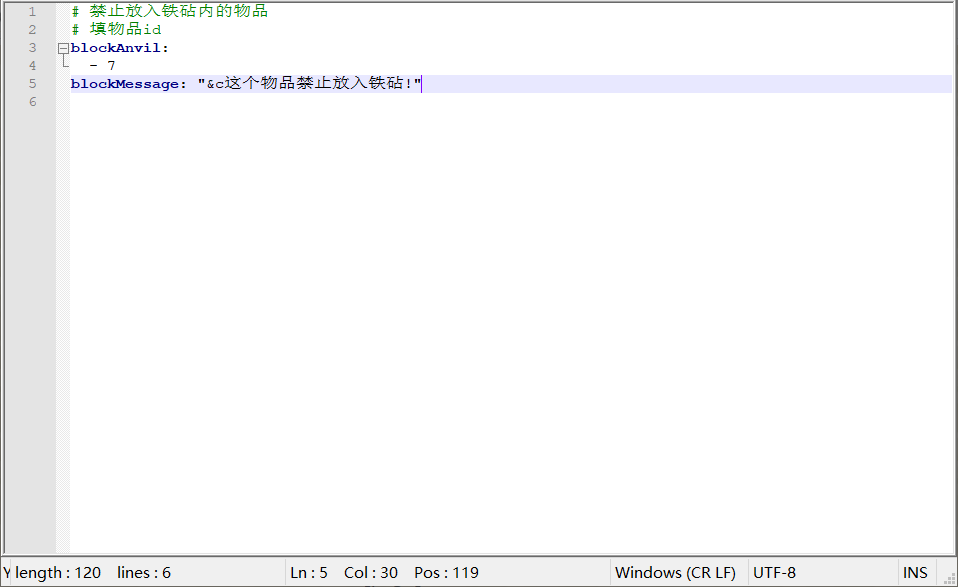 1 # 禁止放入铁砧内的物品
2 # 填物品id
3 blockAnvil:
4 - 7
5 blockMessage: "&c这个物品禁止放入铁砧!"
6
Y length : 120 lines : 6 Ln : 5 Col : 30 Pos : 119 Windows (CR LF) UTF-8 INS